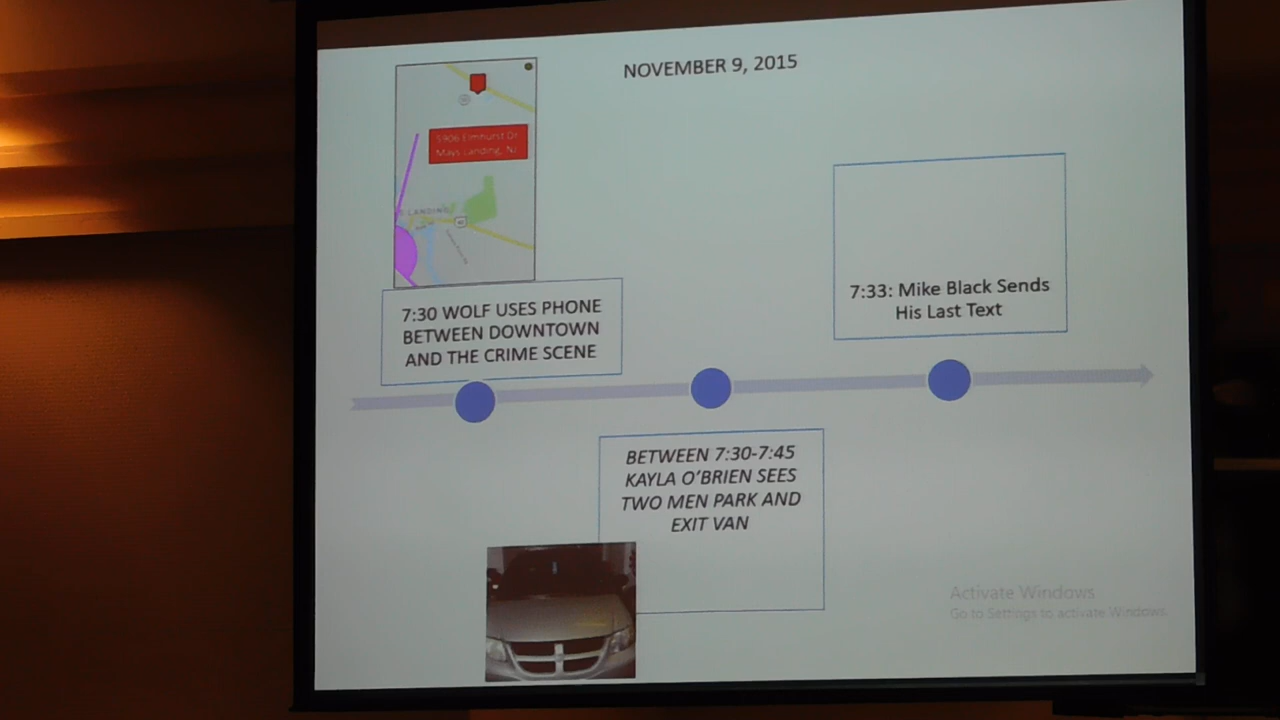 NOVEMBER 9, 2015
5906 Elmhurst Dr
Mays Landing, NJ
LANDING
40
7:30 WOLF USES PHONE
BETWEEN DOWNTOWN
AND THE CRIME SCENE
7:33: Mike Black Sends
His Last Text
BETWEEN 7:30-7:45
KAYLA O'BRIEN SEES
TWO MEN PARK AND
EXIT VAN
Activate Windows
Go to Settings to activate Windows.